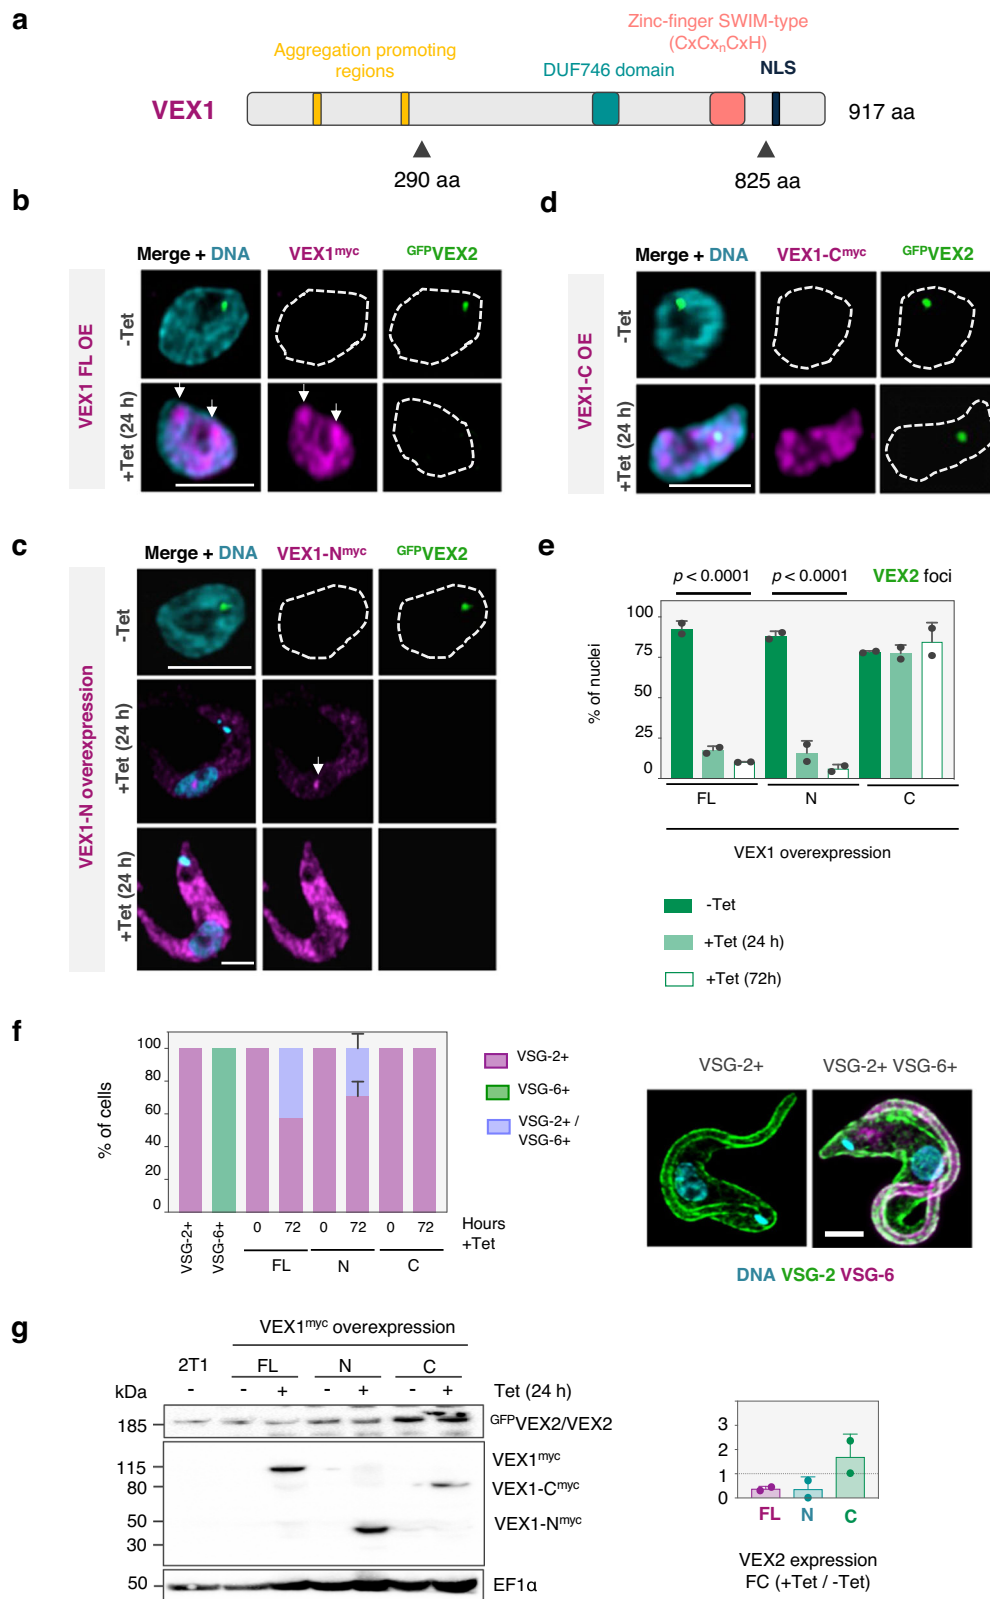 a
Zinc-finger SWIM-type
(CxCxnCxH)
Aggregation promoting
regions
DUF746 domain
NLS
VEX1
917 aa
290 aa
825 aa
b
Merge + DNA
VEX1myc
GFPVEX2
VEX1 FL OE
-Tet
+Tet (24 h)
d
Merge + DNA
VEX1-Cmyc
GFPVEX2
VEX1-C OE
-Tet
+Tet (24 h)
c
Merge + DNA
VEX1-Nmyc
GFPVEX2
VEX1-N overexpression
-Tet
+Tet (24 h)
+Tet (24 h)
e
p < 0.0001
p < 0.0001
VEX2 foci
% of nuclei
100
75
25
25
0
FL
N
C
VEX1 overexpression
-Tet
+Tet (24 h)
+Tet (72h)
f
% of cells
100
80
60
40
20
0
VSG-2+
VSG-6+
0
72
0
72
0
72
Hours
+Tet
FL
N
C
VSG-2+
VSG-6+
VSG-2+ /
VSG-6+
VSG-2+
VSG-2+ VSG-6+
DNA VSG-2 VSG-6
g
VEX1myc overexpression
2T1
FL
N
C
kDa
-
-
+
-
+
-
+
Tet (24 h)
185
GFPVEX2/VEX2
115
80
50
30
VEX1myc
VEX1-Cmyc
VEX1-Nmyc
50
EF1α
3
2
1
0
FL
N
C
VEX2 expression
FC (+Tet / -Tet)